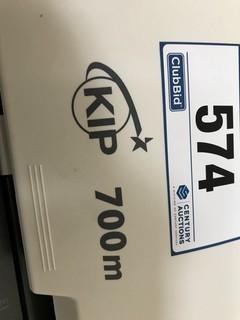 KIP 700m
ClubBid
574
CENTURY
AUCTIONS